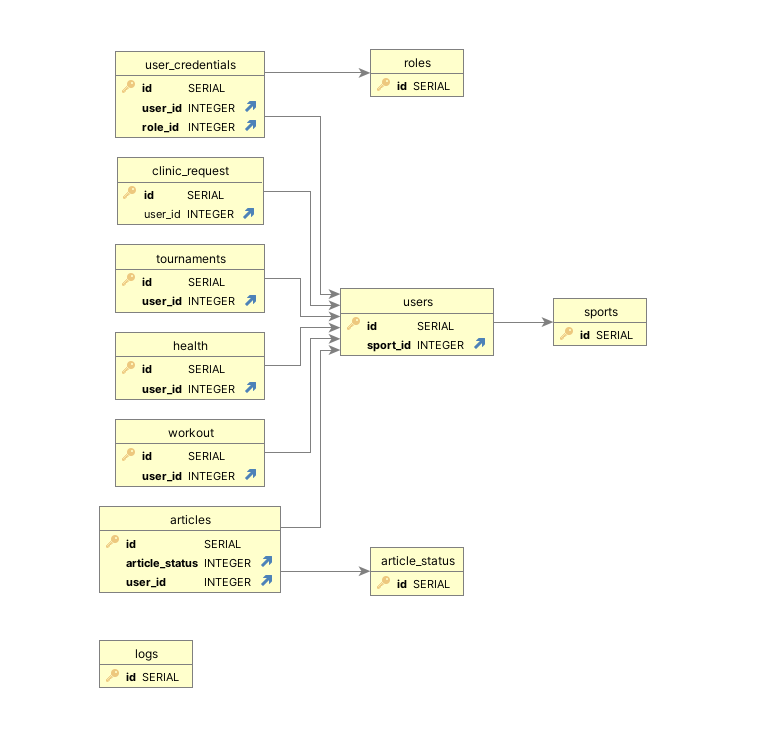 user_credentials
id SERIAL
user_id INTEGER
role_id INTEGER
roles
id SERIAL
clinic_request
id SERIAL
user_id INTEGER
tournaments
id SERIAL
user_id INTEGER
users
id SERIAL
sport_id INTEGER
sports
id SERIAL
health
id SERIAL
user_id INTEGER
workout
id SERIAL
user_id INTEGER
articles
id SERIAL
article_status INTEGER
user_id INTEGER
article_status
id SERIAL
logs
id SERIAL